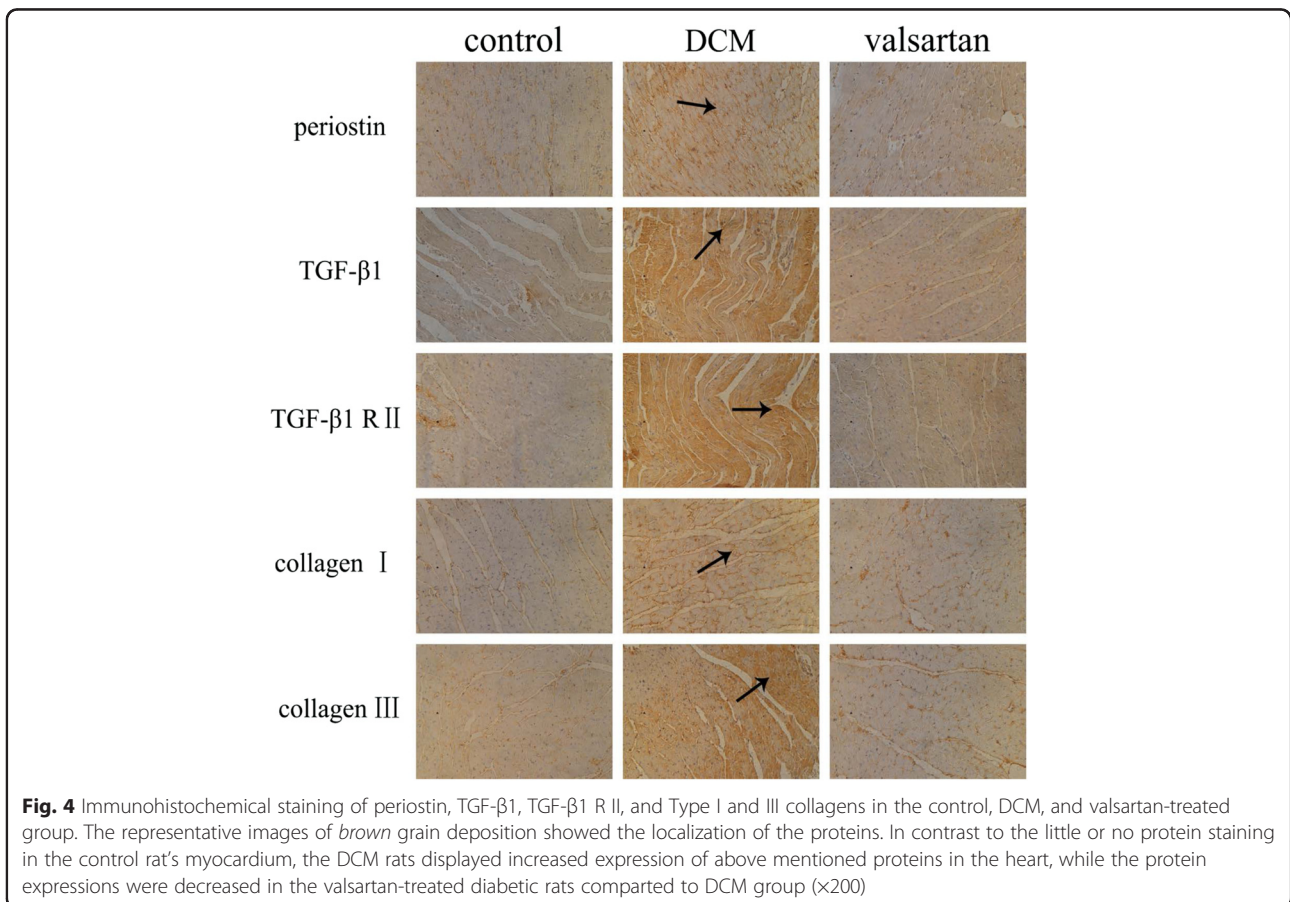 control DCM valsartan
periostin
TGF-β1
TGF-β1 R Ⅱ
collagen Ⅰ
collagen Ⅲ
Fig. 4 Immunohistochemical staining of periostin, TGF-β1, TGF-β1 R II, and Type I and III collagens in the control, DCM, and valsartan-treated
group. The representative images of brown grain deposition showed the localization of the proteins. In contrast to the little or no protein staining
in the control rat's myocardium, the DCM rats displayed increased expression of above mentioned proteins in the heart, while the protein
expressions were decreased in the valsartan-treated diabetic rats comparted to DCM group (×200)